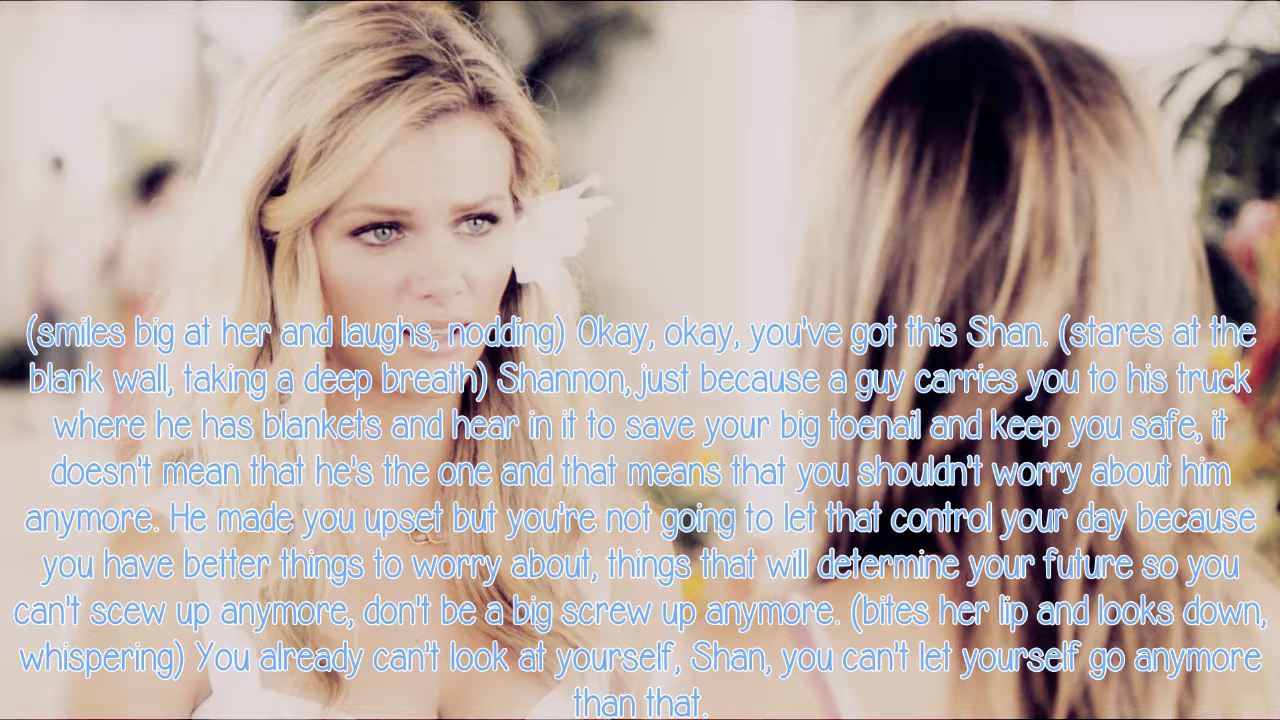 (smiles big at her and laughs, nodding) Okay, okay, you've got this Shan. (stares at the
blank wall, taking a deep breath) Shannon, just because a guy carries you to his truck
where he has blankets and hear in it to save your big toenail and keep you safe, it
doesn't mean that he's the one and that means that you shouldn't worry about him
anymore. He made you upset but you're not going to let that control your day because
you have better things to worry about, things that will determine your future so you
can't scew up anymore, don't be a big screw up anymore. (bites her lip and looks down,
whispering) You already can't look at yourself, Shan, you can't let yourself go anymore
than that.